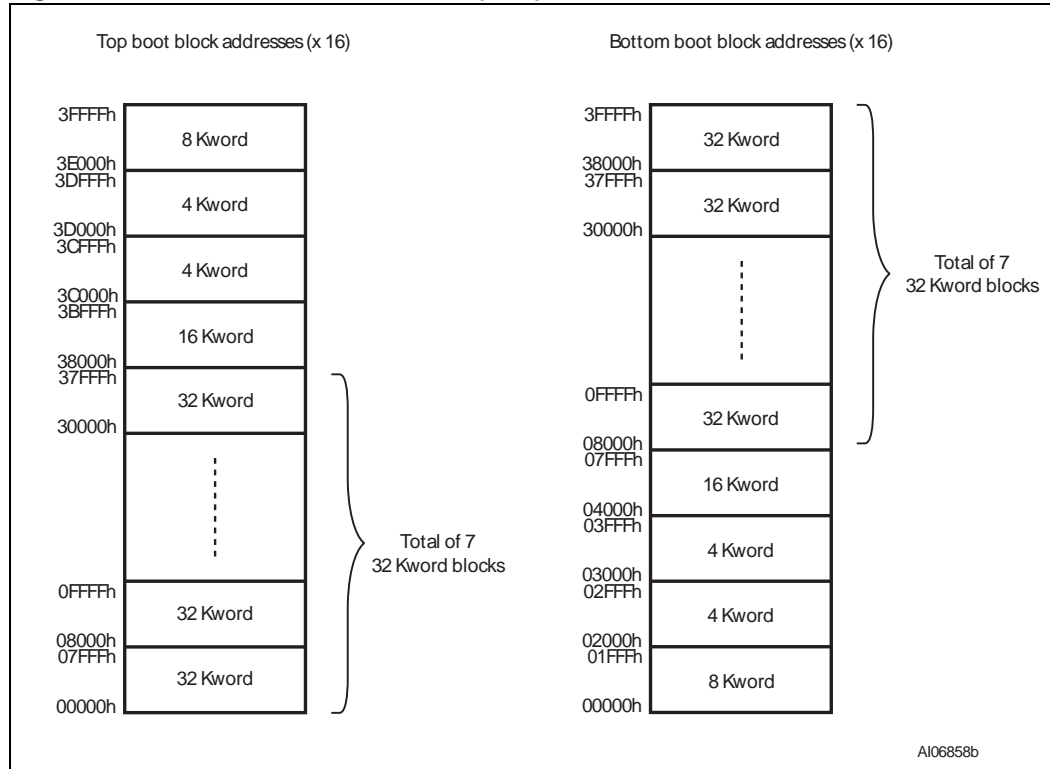 Top boot block addresses (x 16)
3FFFFh
8 Kword
3E000h
3DFFFh
4 Kword
3D000h
3CFFFh
4 Kword
3C000h
3BFFFh
16 Kword
38000h
37FFFh
32 Kword
30000h
Total of 7
32 Kword blocks
0FFFFh
32 Kword
08000h
07FFFh
32 Kword
00000h
Bottom boot block addresses (x 16)
3FFFFh
32 Kword
38000h
37FFFh
32 Kword
30000h
Total of 7
32 Kword blocks
0FFFFh
32 Kword
08000h
07FFFh
16 Kword
04000h
03FFFh
4 Kword
03000h
02FFFh
4 Kword
02000h
01FFFh
8 Kword
00000h
AI06858b